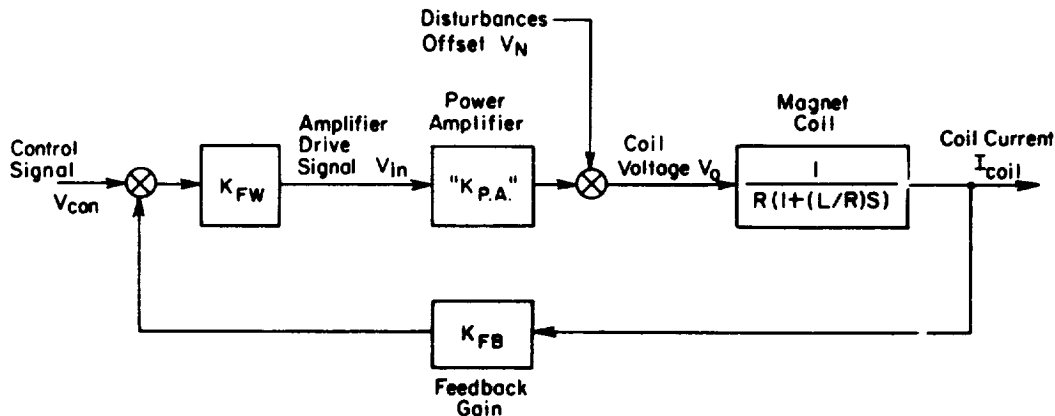 Disturbances
Offset V_N
Power
Amplifier
Magnet
Coil
Amplifier
Drive
Signal V_in
Coil
Voltage V_o
Coil Current
I_coil
Control
Signal
V_con
K_FW
"K_P.A."
1
R(1+(L/R)S)
K_FB
Feedback
Gain